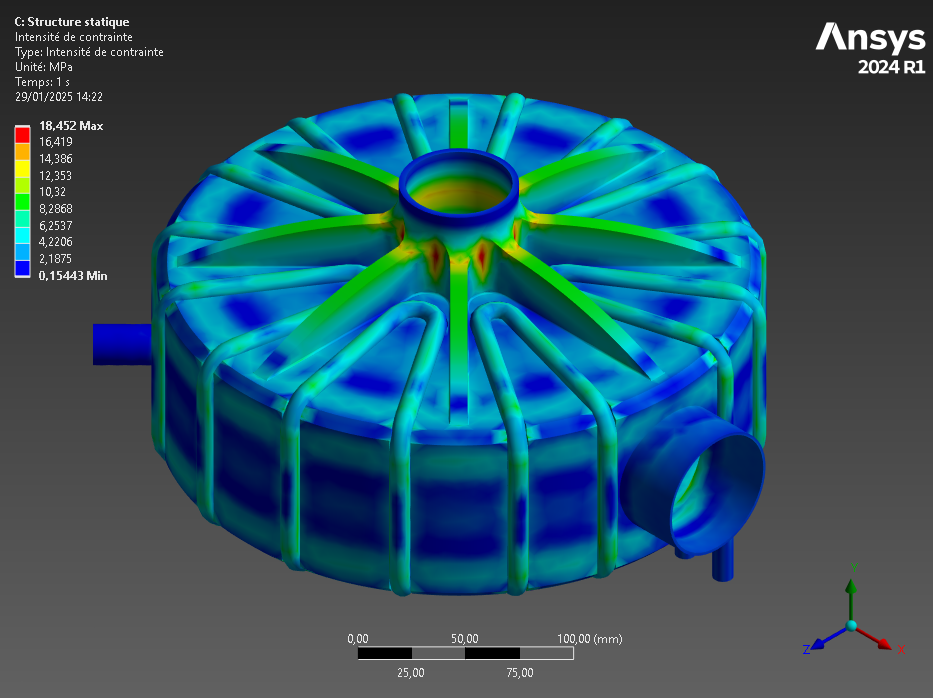 C: Structure statique
Intensité de contrainte
Type: Intensité de contrainte
Unité: MPa
Temps: 1 s
29/01/2025 14:22
Ansys
2024 R1
18,452 Max
16,419
14,386
12,353
10,32
8,2868
6,2537
4,2206
2,1875
0,15443 Min
0,00 50,00 100,00 (mm)
25,00 75,00
Y
Z X